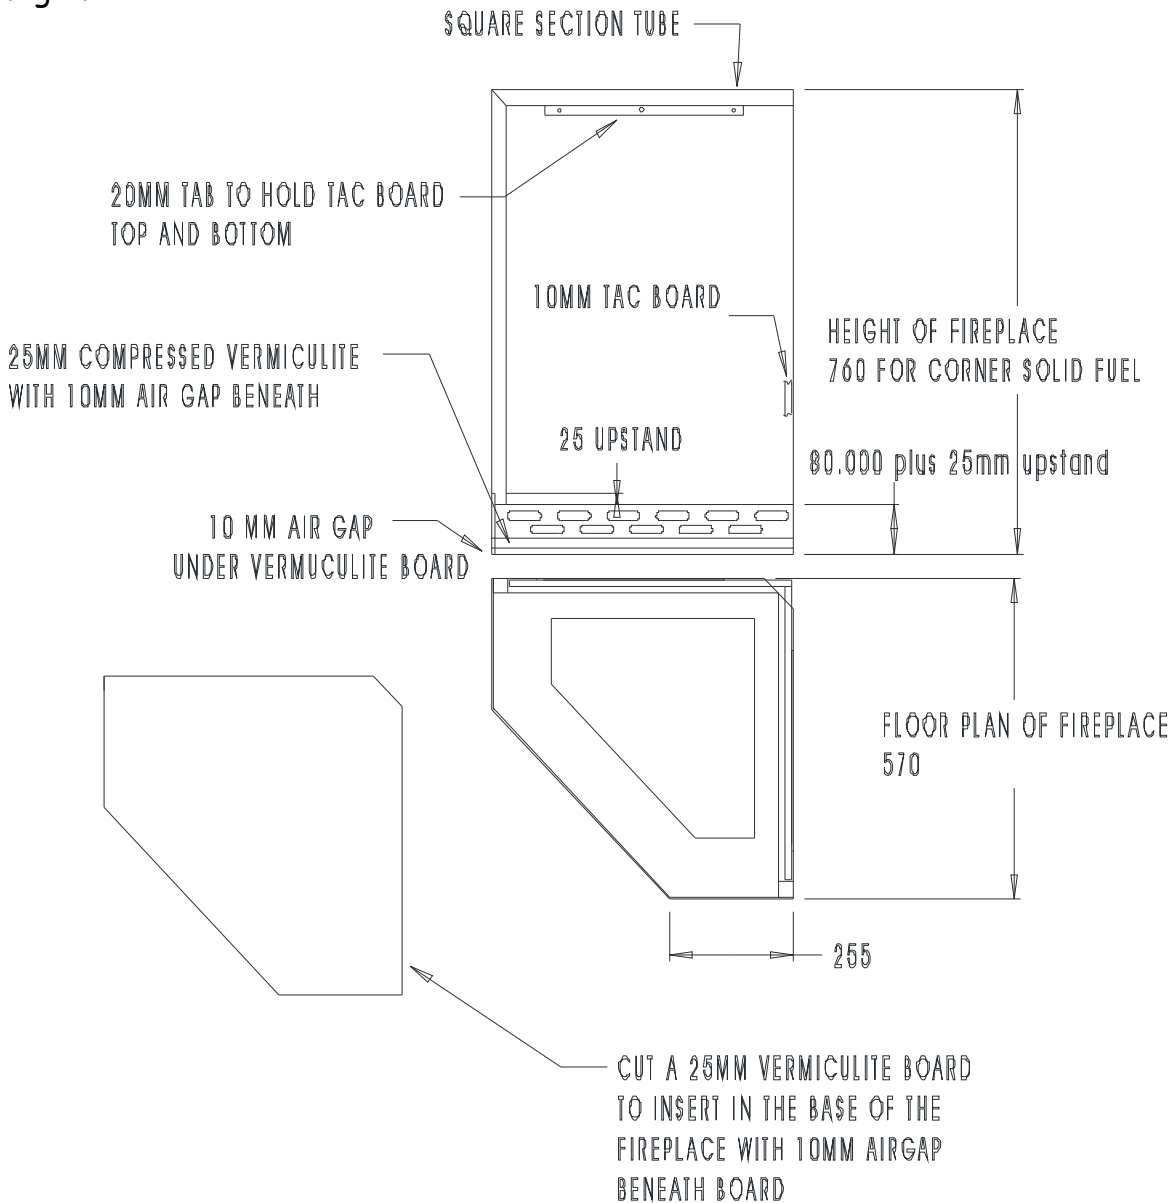 SQUARE SECTION TUBE
20MM TAB TO HOLD TAC BOARD
TOP AND BOTTOM
10MM TAC BOARD
HEIGHT OF FIREPLACE
760 FOR CORNER SOLID FUEL
25MM COMPRESSED VERMICULITE
WITH 10MM AIR GAP BENEATH
25 UPSTAND
80.000 plus 25mm upstand
10 MM AIR GAP
UNDER VERMUCULITE BOARD
FLOOR PLAN OF FIREPLACE
570
255
CUT A 25MM VERMICULITE BOARD
TO INSERT IN THE BASE OF THE
FIREPLACE WITH 10MM AIRGAP
BENEATH BOARD